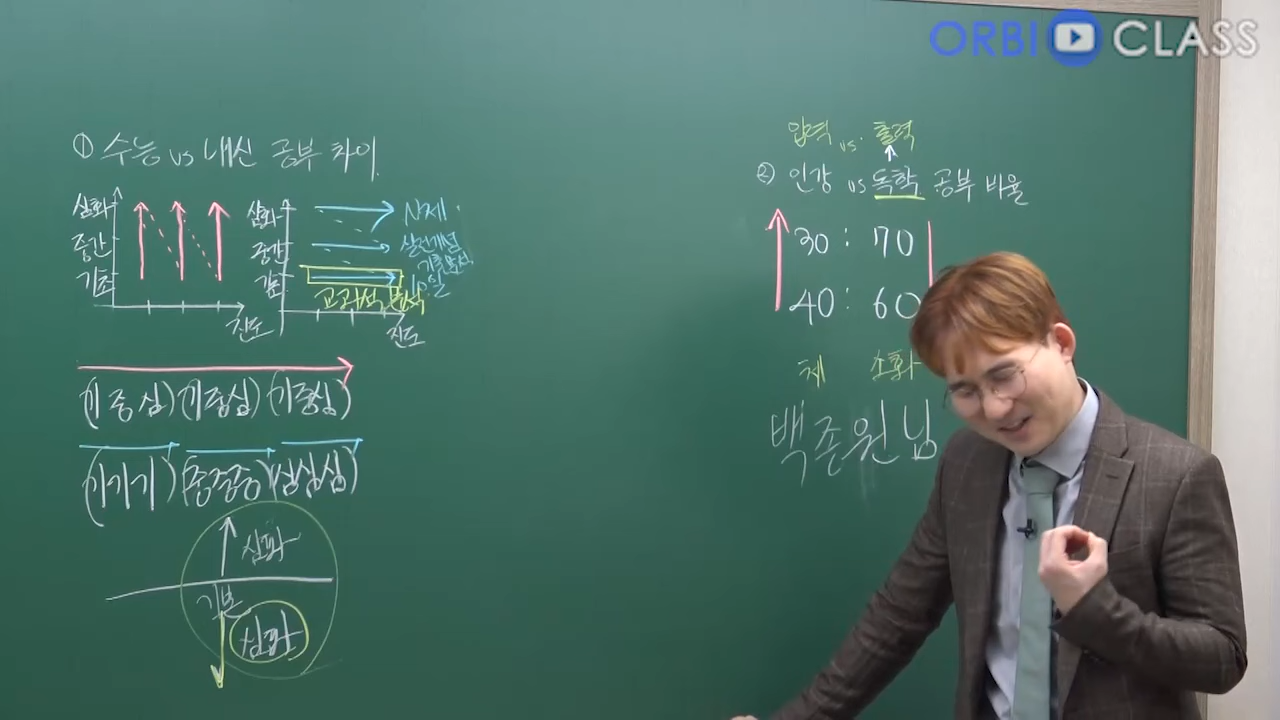 ORBI CLASS
① 수능 vs 내신 공부 차이.
심화
중간
기초
진도
심화
중간
기초
N제.
실전개념
기출분석
교과서, 익
진도
(기중심) (기중심) (기중심)
(기기기) (중중중) (심심심)
심화
기본
심화
입력 vs. 출력
② 인강 vs 독학 공부 비율
30 : 70
40 : 60
체 소화
백종원님